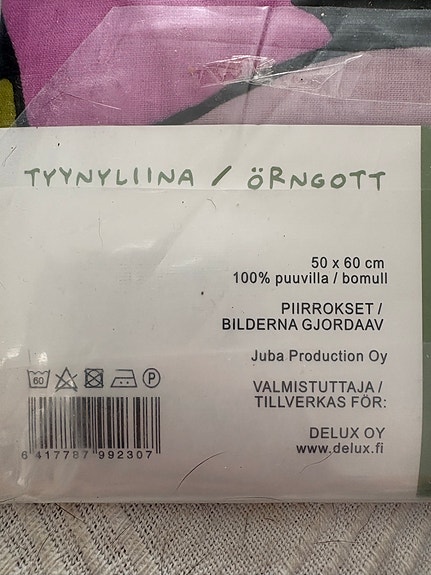 TYYNYLIINA / ÖRNGOTT
50 x 60 cm
100% puuvilla / bomull
PIIRROKSET /
BILDERNA GJORDAAV
Juba Production Oy
60 P
VALMISTUTTAJA /
TILLVERKAS FÖR:
DELUX OY
www.delux.fi
6 417787 992307